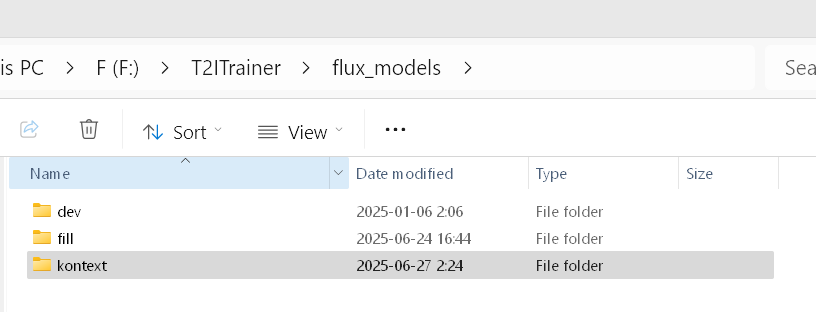 is PC > F (F:) > T2ITrainer > flux_models > Sea
Sort View ...
Name Date modified Type Size
dev 2025-01-06 2:06 File folder
fill 2025-06-24 16:44 File folder
kontext 2025-06-27 2:24 File folder